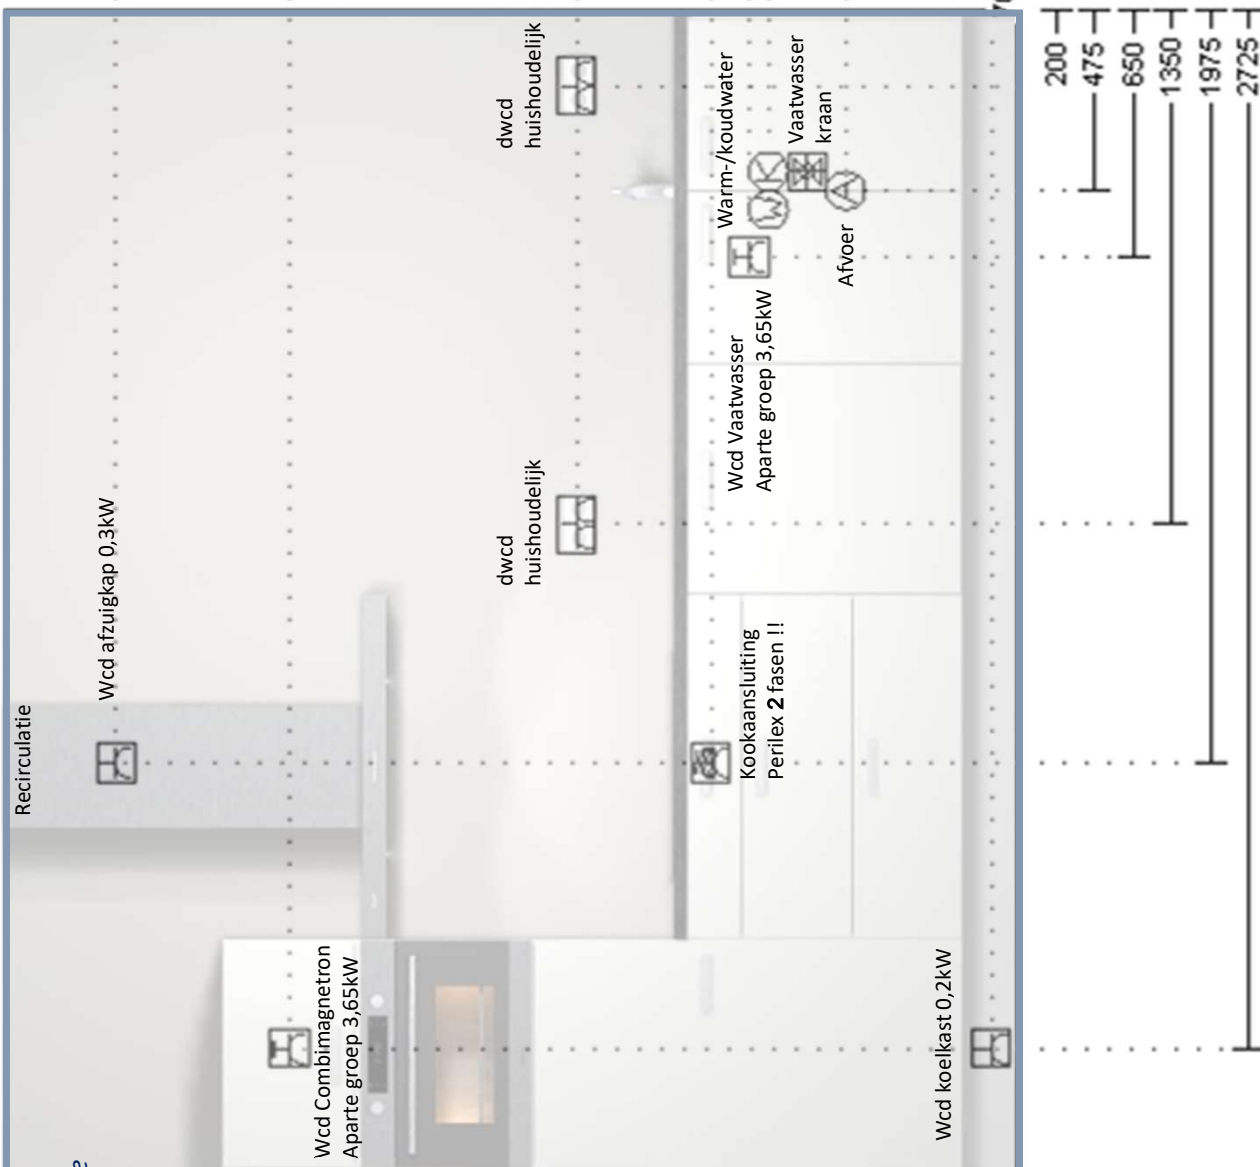 Recirculatie
Wcd afzuigkap 0,3kW
Wcd Combimagnetron
Aparte groep 3,65kW
dwcd
huishoudelijk
dwcd
huishoudelijk
Kookaansluiting
Perilex 2 fasen !!
Wcd Vaatwasser
Aparte groep 3,65kW
Warm-/koudwater
Vaatwasser
kraan
W
K
A
Afvoer
Wcd koelkast 0,2kW
200
475
650
1350
1975
2725